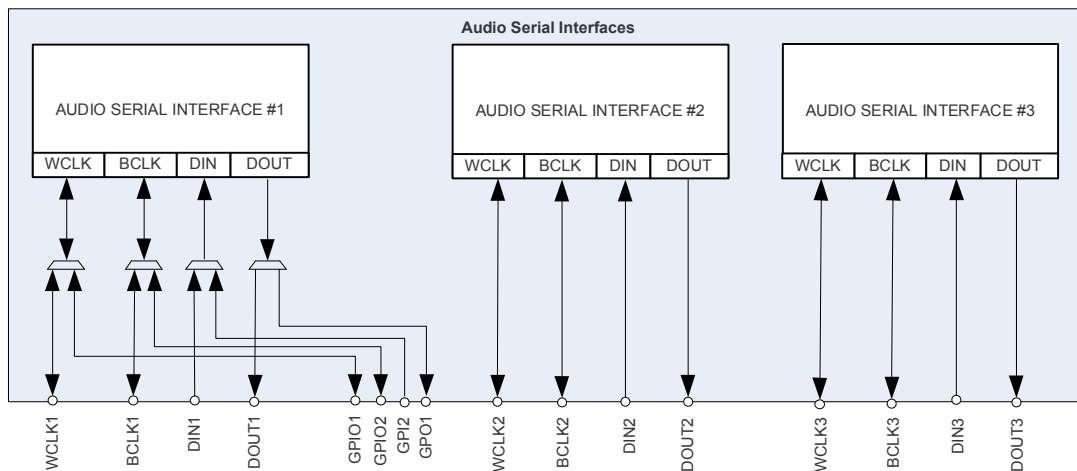 Audio Serial Interfaces
AUDIO SERIAL INTERFACE #1
WCLK BCLK DIN DOUT
AUDIO SERIAL INTERFACE #2
WCLK BCLK DIN DOUT
AUDIO SERIAL INTERFACE #3
WCLK BCLK DIN DOUT
WCLK1
BCLK1
DIN1
DOUT1
GPIO1
GPIO2
GPI2
GPO1
WCLK2
BCLK2
DIN2
DOUT2
WCLK3
BCLK3
DIN3
DOUT3